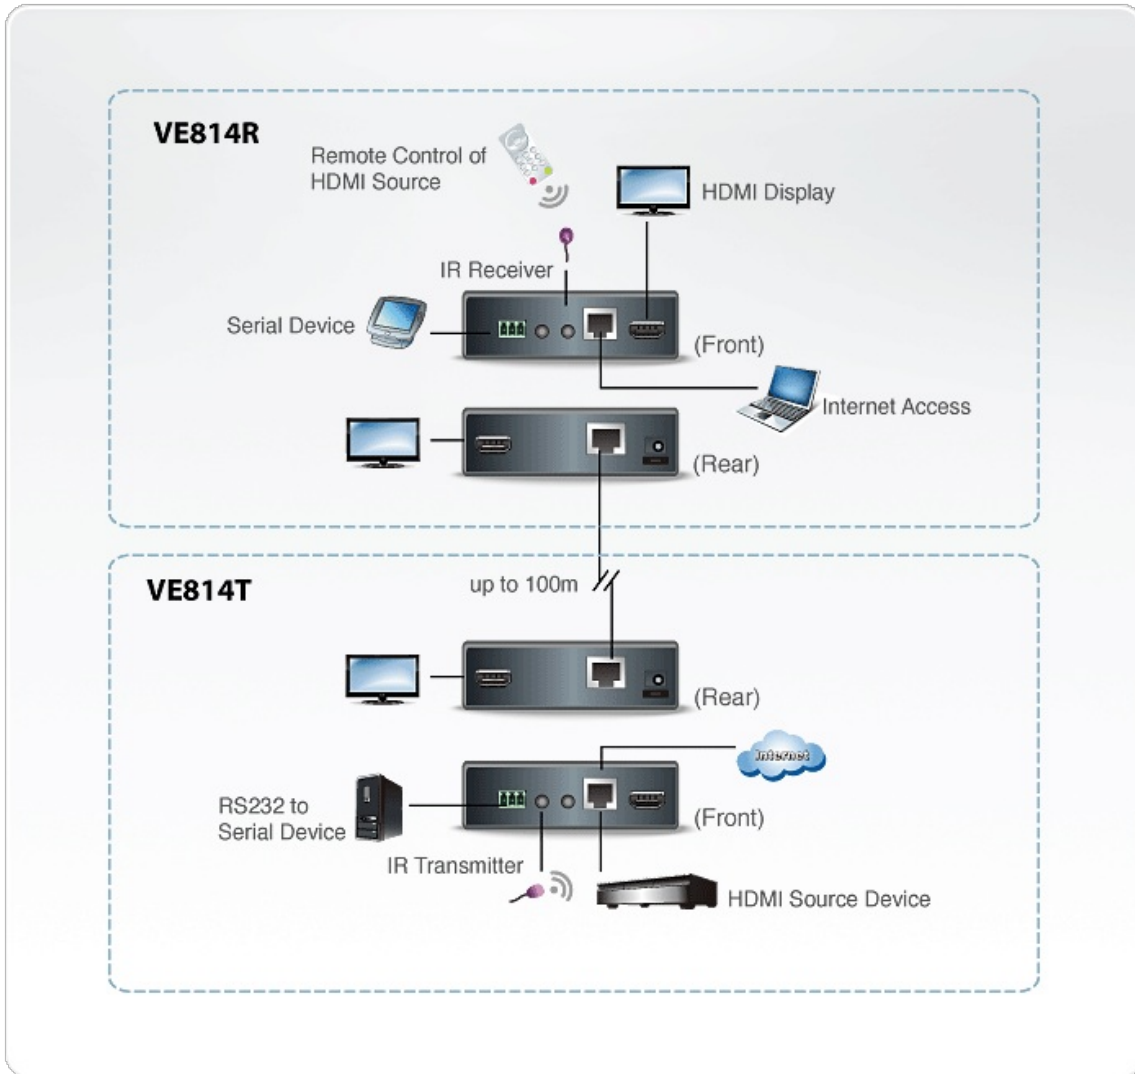 VE814R
Remote Control of
HDMI Source
HDMI Display
IR Receiver
Serial Device
(Front)
Internet Access
(Rear)
VE814T
up to 100m
(Rear)
Internet
RS232 to
Serial Device
(Front)
IR Transmitter
HDMI Source Device